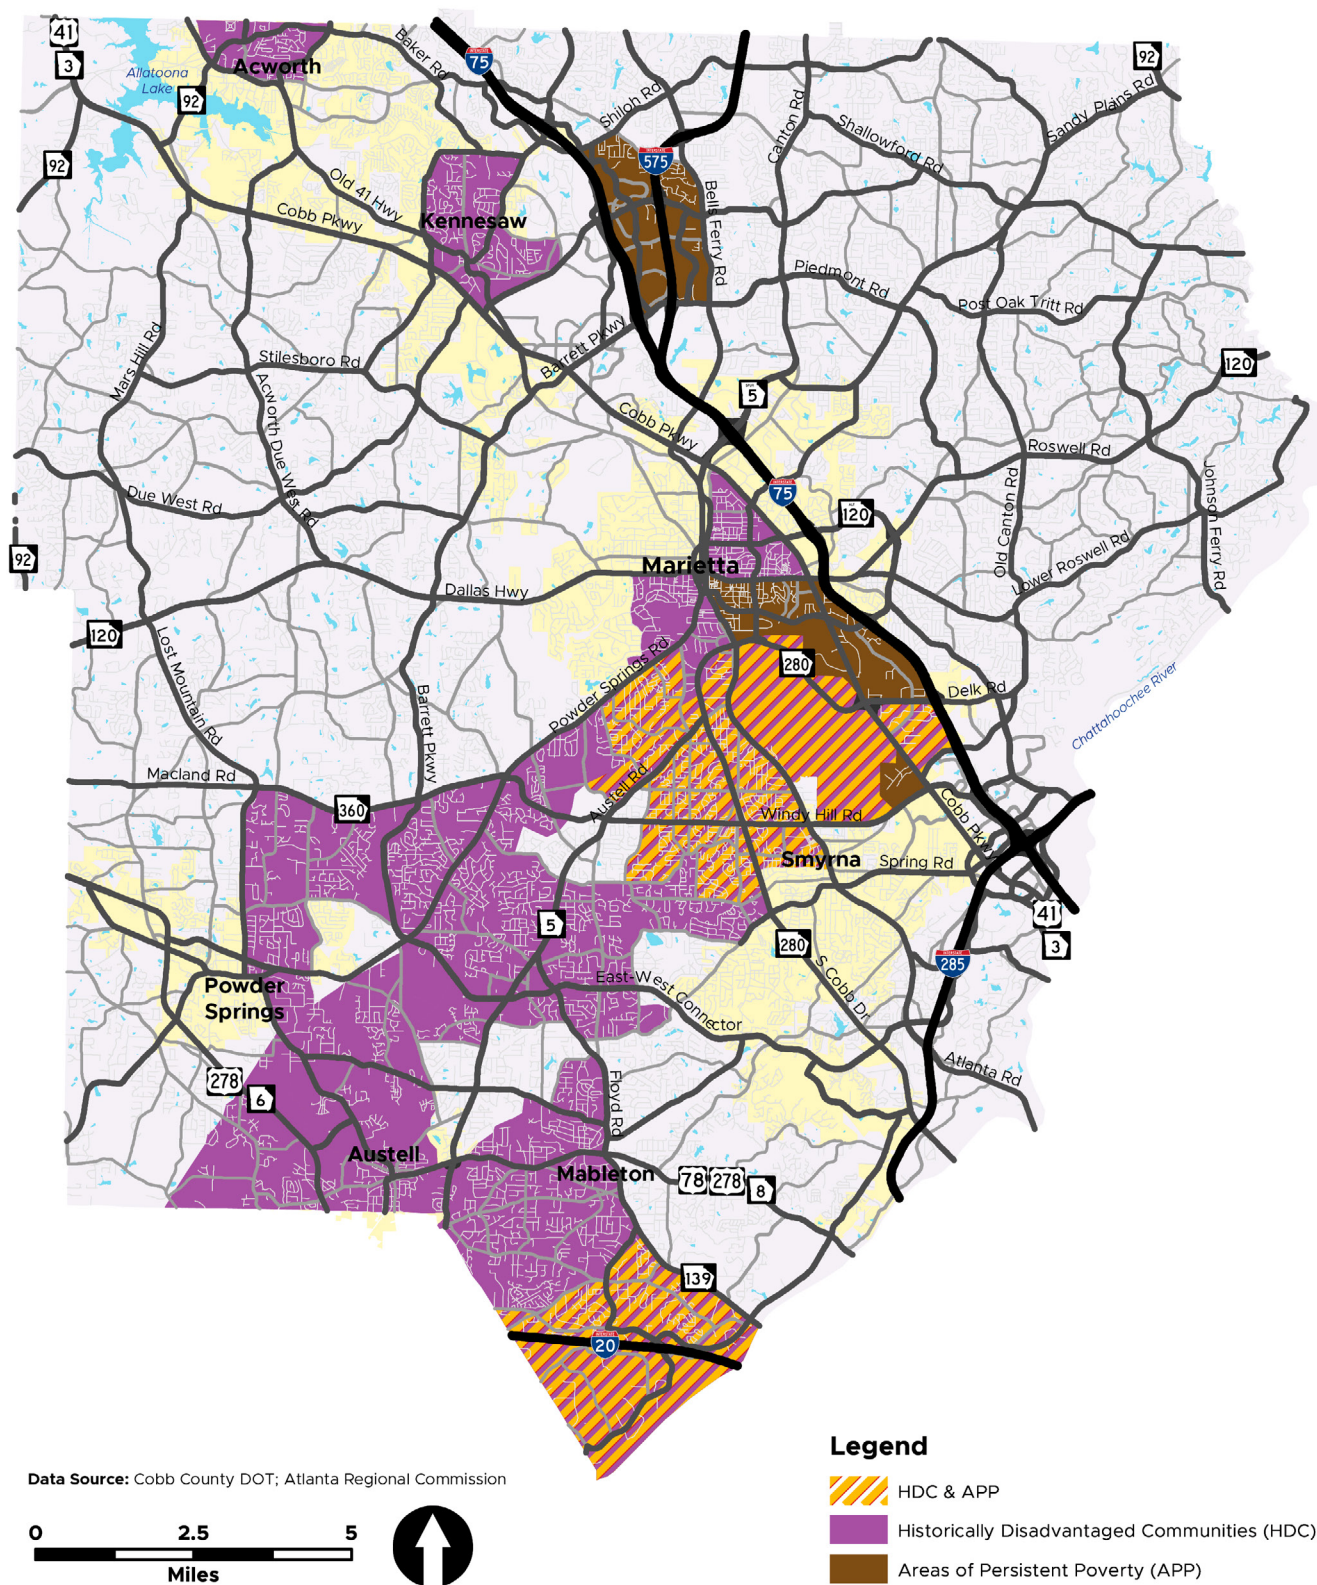 41
3
Allatoona
Lake
92
Acworth
Baker Rd
75
92
92
Shiloh Rd
575
Canton Rd
Shallowford Rd
Sandy Plains Rd
Old 41 Hwy
Cobb Pkwy
Kennesaw
Bells Ferry Rd
Piedmont Rd
Post Oak Tritt Rd
Mars Hill Rd
Stilesboro Rd
Barrett Pkwy
120
5
Acworth Due West Rd
Cobb Pkwy
Roswell Rd
Due West Rd
75
120
Old Canton Rd
Johnson Ferry Rd
92
Marietta
Lower Roswell Rd
Dallas Hwy
120
Lost Mountain Rd
Powder Springs Rd
280
Delk Rd
Chattahoochee River
Barrett Pkwy
Macland Rd
360
Austell Rd
Windy Hill Rd
Cobb Pkwy
Smyrna
Spring Rd
5
280
41
3
285
Powder
Springs
East-West Connector
S Cobb Dr
278
6
Floyd Rd
Atlanta Rd
Austell
Mableton
78
278
8
139
20
Legend
HDC & APP
Historically Disadvantaged Communities (HDC)
Areas of Persistent Poverty (APP)
Data Source: Cobb County DOT; Atlanta Regional Commission
0 2.5 5
Miles